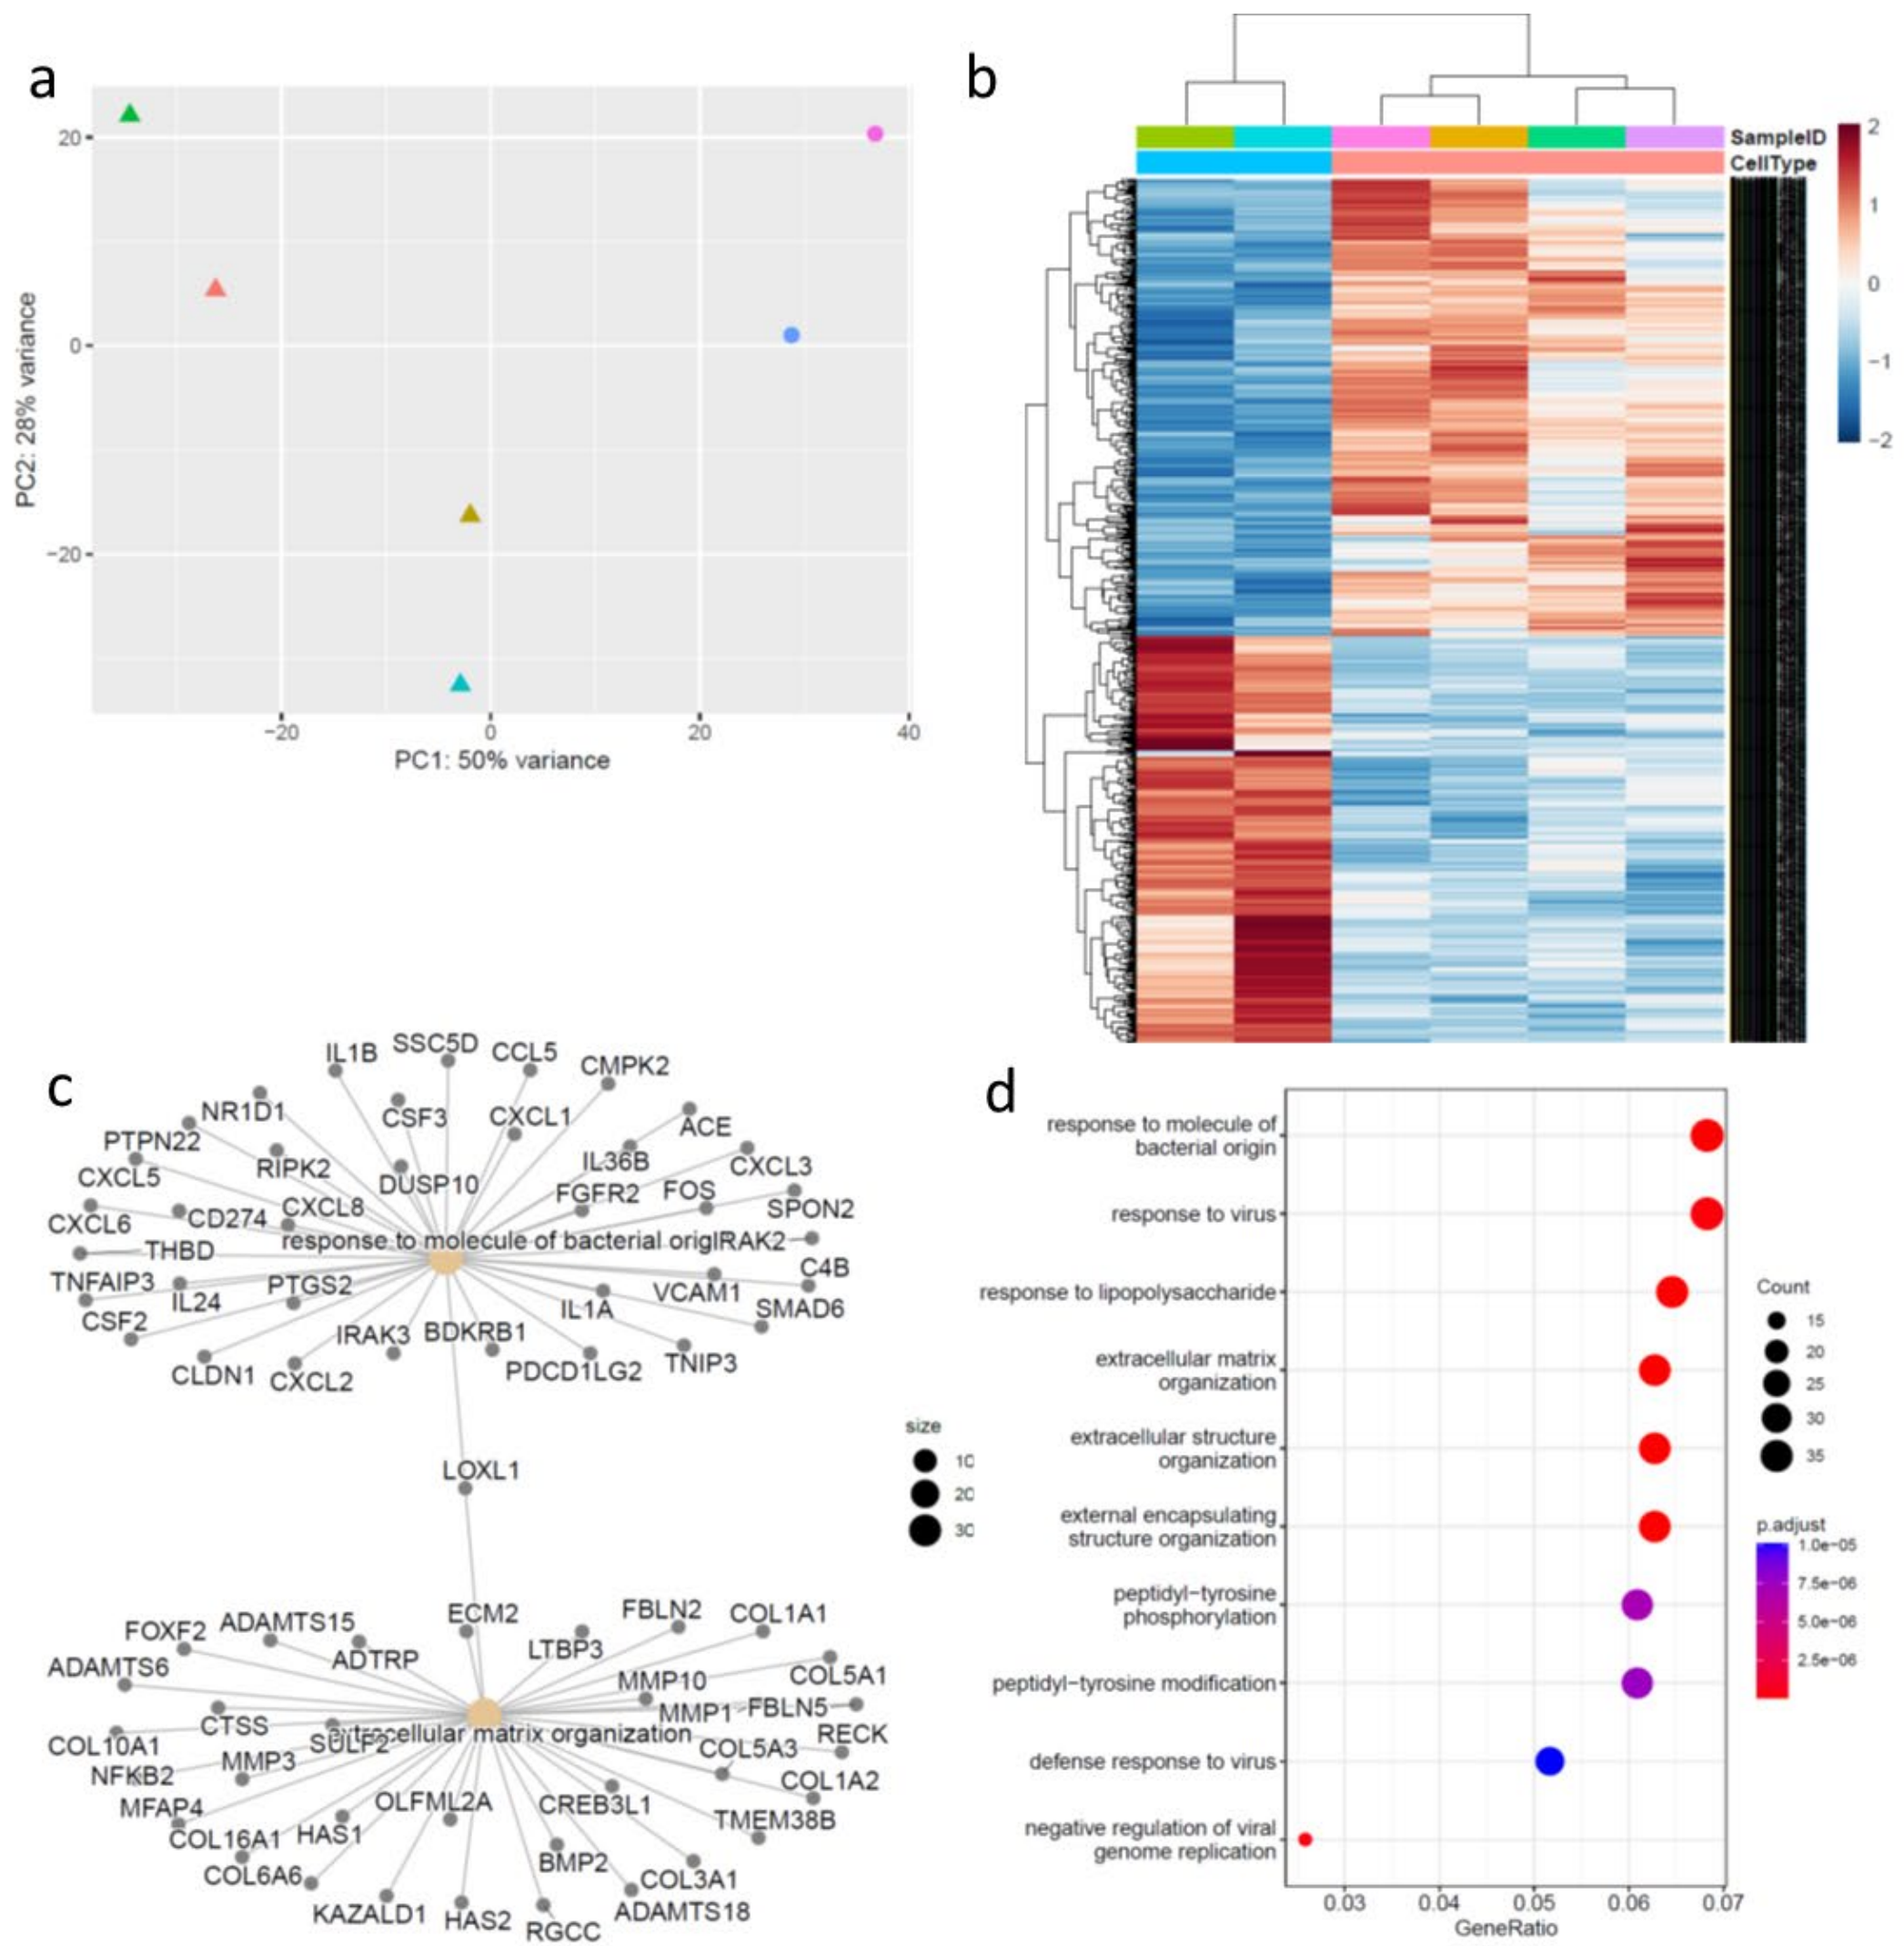 a
20
0
−20
PC2: 28% variance
−20
0
20
40
PC1: 50% variance
b
SampleID
CellType
2
1
0
−1
−2
c
IL1B
SSC5D
CCL5
CMPK2
NR1D1
CSF3
CXCL1
ACE
PTPN22
RIPK2
IL36B
CXCL3
CXCL5
DUSP10
FGFR2
FOS
SPON2
CXCL6
CD274
CXCL8
response to molecule of bacterial orig
IRAK2
THBD
C4B
TNFAIP3
IL24
PTGS2
IL1A
VCAM1
SMAD6
CSF2
IRAK3
BDKRB1
CLDN1
CXCL2
PDCD1LG2
TNIP3
LOXL1
size
10
20
30
FOXF2
ADAMTS15
ECM2
FBLN2
COL1A1
ADTRP
LTBP3
ADAMTS6
MMP10
COL5A1
CTSS
MMP1
FBLN5
COL10A1
SULF2
extracellular matrix organization
RECK
NFKB2
MMP3
COL5A3
COL1A2
MFAP4
OLFML2A
CREB3L1
TMEM38B
COL16A1
HAS1
BMP2
COL6A6
COL3A1
KAZALD1
HAS2
RGCC
ADAMTS18
d
response to molecule of
bacterial origin
response to virus
response to lipopolysaccharide
extracellular matrix
organization
extracellular structure
organization
external encapsulating
structure organization
peptidyl−tyrosine
phosphorylation
peptidyl−tyrosine modification
defense response to virus
negative regulation of viral
genome replication
0.03
0.04
0.05
0.06
0.07
GeneRatio
Count
15
20
25
30
35
p.adjust
1.0e−05
7.5e−06
5.0e−06
2.5e−06